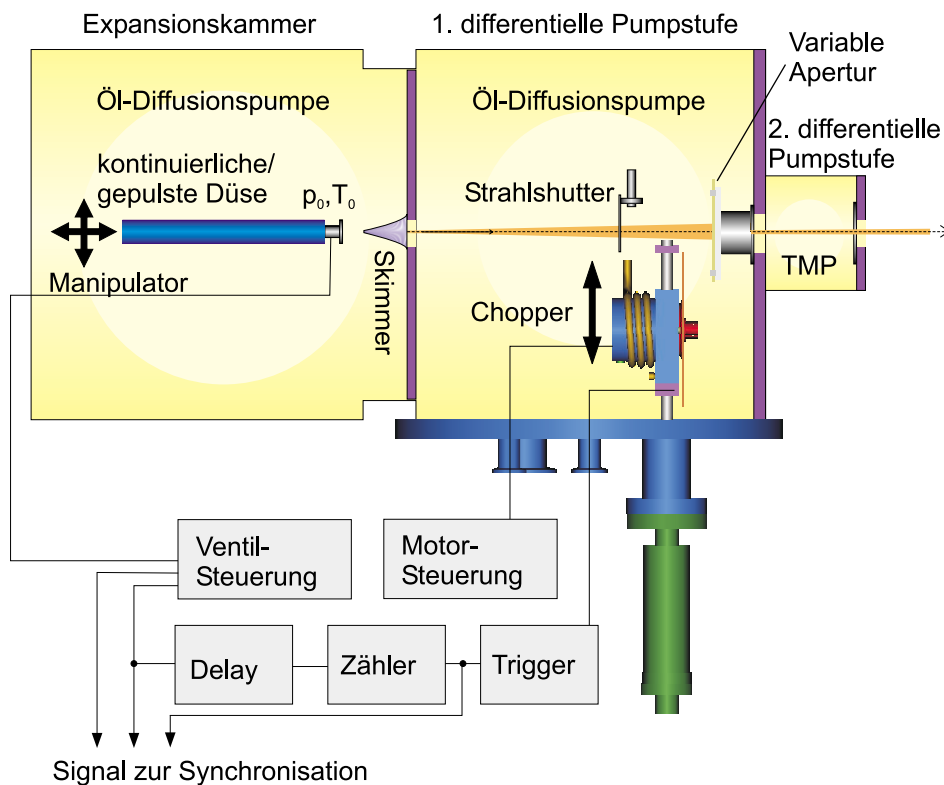 Expansionskammer
1. differentielle Pumpstufe
Variable
Apertur
Öl-Diffusionspumpe
Öl-Diffusionspumpe
2. differentielle
Pumpstufe
kontinuierliche/
gepulste Düse
p₀,T₀
Strahlshutter
Manipulator
Skimmer
Chopper
TMP
Ventil-
Steuerung
Motor-
Steuerung
Delay
Zähler
Trigger
Signal zur Synchronisation